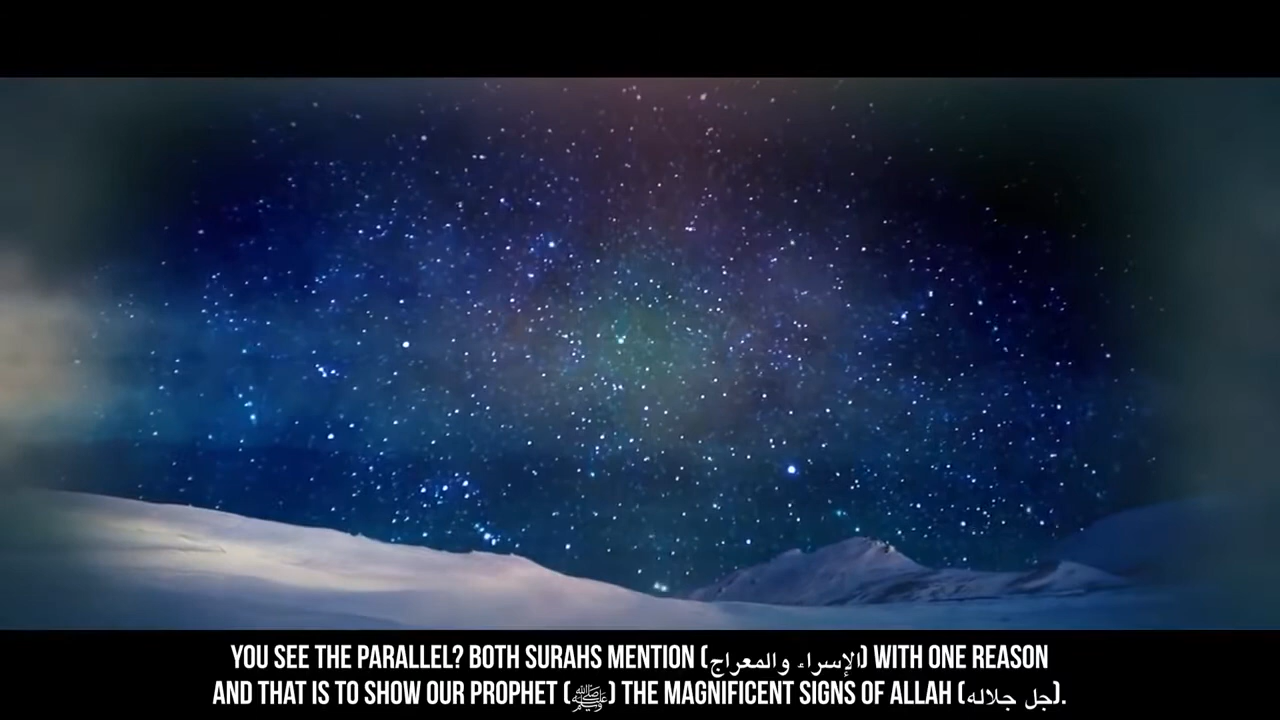 YOU SEE THE PARALLEL? BOTH SURAHS MENTION (الإسراء والمعراج) WITH ONE REASON
AND THAT IS TO SHOW OUR PROPHET (ﷺ) THE MAGNIFICENT SIGNS OF ALLAH (جل جلاله).